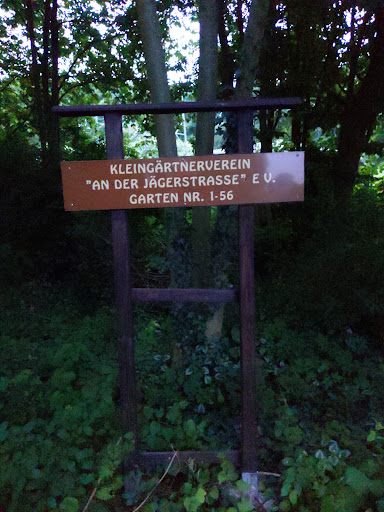 KLEINGÄRTNERVEREIN
"AN DER JÄGERSTRASSE" E V.
GARTEN NR. 1-56